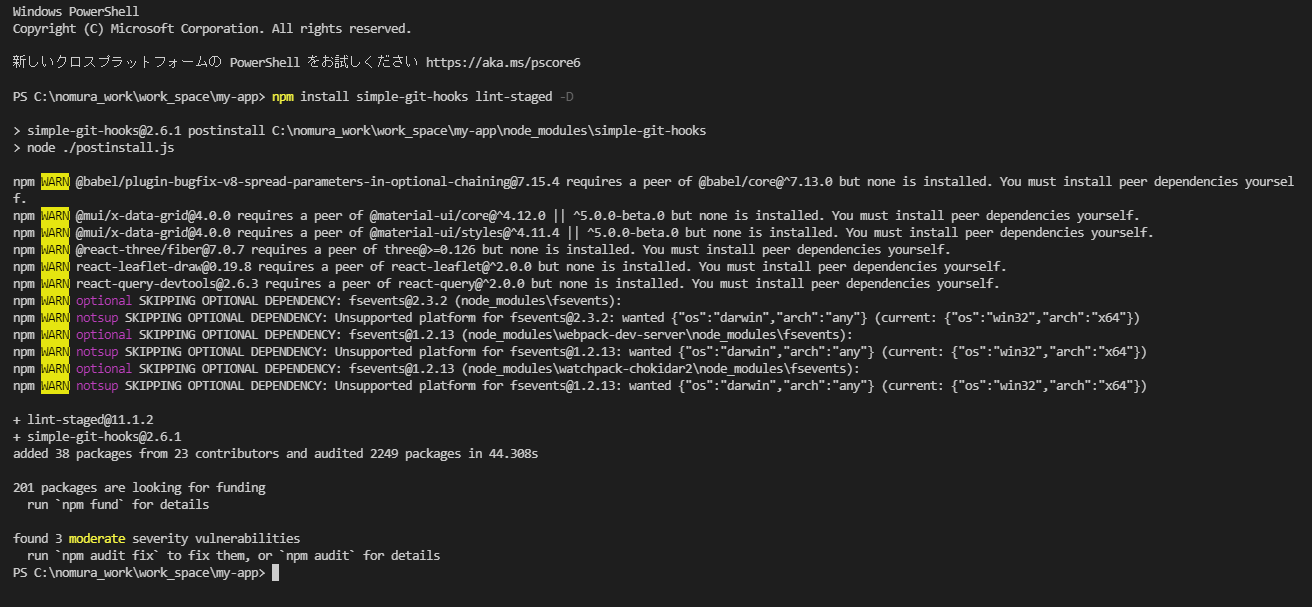 Windows PowerShell
Copyright (C) Microsoft Corporation. All rights reserved.
新しいクロスプラットフォームの PowerShell をお試しください https://aka.ms/pscore6
PS C:\nomura_work\work_space\my-app> npm install simple-git-hooks lint-staged -D
> simple-git-hooks@2.6.1 postinstall C:\nomura_work\work_space\my-app\node_modules\simple-git-hooks
> node ./postinstall.js
npm WARN @babel/plugin-bugfix-v8-spread-parameters-in-optional-chaining@7.15.4 requires a peer of @babel/core@^7.13.0 but none is installed. You must install peer dependencies yoursel
f.
npm WARN @mui/x-data-grid@4.0.0 requires a peer of @material-ui/core@^4.12.0 || ^5.0.0-beta.0 but none is installed. You must install peer dependencies yourself.
npm WARN @mui/x-data-grid@4.0.0 requires a peer of @material-ui/styles@^4.11.4 || ^5.0.0-beta.0 but none is installed. You must install peer dependencies yourself.
npm WARN @react-three/fiber@7.0.7 requires a peer of three@>=0.126 but none is installed. You must install peer dependencies yourself.
npm WARN react-leaflet-draw@0.19.8 requires a peer of react-leaflet@^2.0.0 but none is installed. You must install peer dependencies yourself.
npm WARN react-query-devtools@2.6.3 requires a peer of react-query@^2.0.0 but none is installed. You must install peer dependencies yourself.
npm WARN optional SKIPPING OPTIONAL DEPENDENCY: fsevents@2.3.2 (node_modules\fsevents):
npm WARN notsup SKIPPING OPTIONAL DEPENDENCY: Unsupported platform for fsevents@2.3.2: wanted {"os":"darwin","arch":"any"} (current: {"os":"win32","arch":"x64"})
npm WARN optional SKIPPING OPTIONAL DEPENDENCY: fsevents@1.2.13 (node_modules\webpack-dev-server\node_modules\fsevents):
npm WARN notsup SKIPPING OPTIONAL DEPENDENCY: Unsupported platform for fsevents@1.2.13: wanted {"os":"darwin","arch":"any"} (current: {"os":"win32","arch":"x64"})
npm WARN optional SKIPPING OPTIONAL DEPENDENCY: fsevents@1.2.13 (node_modules\watchpack-chokidar2\node_modules\fsevents):
npm WARN notsup SKIPPING OPTIONAL DEPENDENCY: Unsupported platform for fsevents@1.2.13: wanted {"os":"darwin","arch":"any"} (current: {"os":"win32","arch":"x64"})
+ lint-staged@11.1.2
+ simple-git-hooks@2.6.1
added 38 packages from 23 contributors and audited 2249 packages in 44.308s
201 packages are looking for funding
run `npm fund` for details
found 3 moderate severity vulnerabilities
run `npm audit fix` to fix them, or `npm audit` for details
PS C:\nomura_work\work_space\my-app>